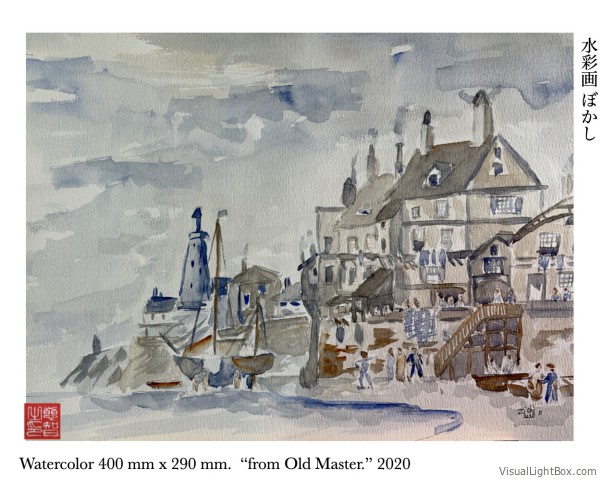 水彩画 ぼかし
Watercolor 400 mm x 290 mm. “from Old Master.” 2020
VisualLightBox.com